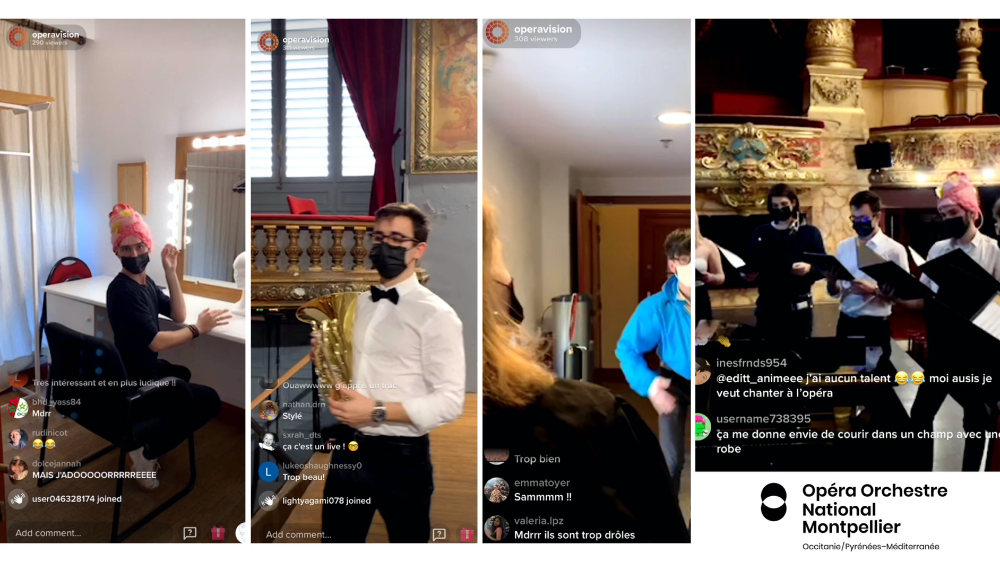 operavision
290 viewers
Très intéressant et en plus ludique !!
bhd_yass84
Mdrr
rudinicot
😂😂
dolcejannah
MAIS J'ADOOOOORRRRREEEE
user046328174 joined
Add comment...
operavision
311 viewers
L
Ouawwwww g appris un truc
nathan.drn
Stylé
sxrah_dts
ça c'est un live ! 🤓
lukeoshaughnessy0
Trop beau!
lightyagami078 joined
Add comment...
operavision
308 viewers
Trop bien
emmatoyer
Sammmm !!
valeria.lpz
Mdrrr ils sont trop drôles
inesfrnds954
@editt_animeee j'ai aucun talent 😂😂 moi ausis je
veut chanter à l'opéra
username738395
ça me donne envie de courir dans un champ avec une
robe
Opéra Orchestre
National
Montpellier
Occitanie/Pyrénées–Méditerranée